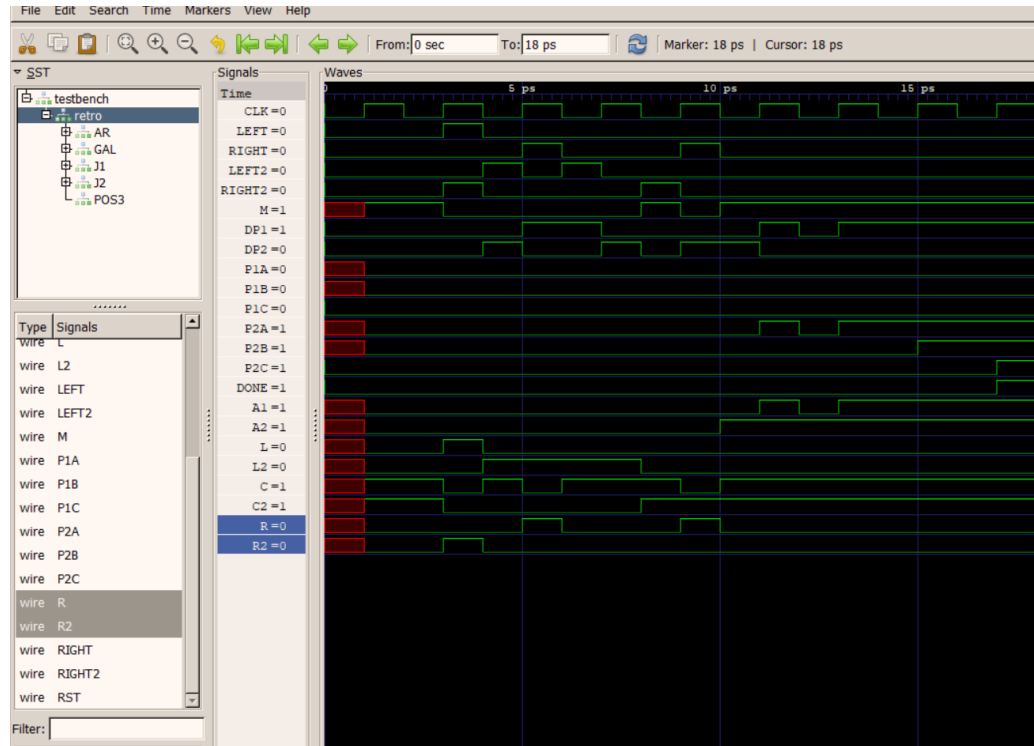 File Edit Search Time Markers View Help
From: 0 sec To: 18 ps Marker: 18 ps | Cursor: 18 ps
SST
testbench
retro
AR
GAL
J1
J2
POS3
Type Signals
wire L
wire L2
wire LEFT
wire LEFT2
wire M
wire P1A
wire P1B
wire P1C
wire P2A
wire P2B
wire P2C
wire R
wire R2
wire RIGHT
wire RIGHT2
wire RST
Filter:
Signals
Time
CLK=0
LEFT=0
RIGHT=0
LEFT2=0
RIGHT2=0
M=1
DP1=1
DP2=0
P1A=0
P1B=0
P1C=0
P2A=1
P2B=1
P2C=1
DONE=1
A1=1
A2=1
L=0
L2=0
C=1
C2=1
R=0
R2=0
Waves
0 5 ps 10 ps 15 ps